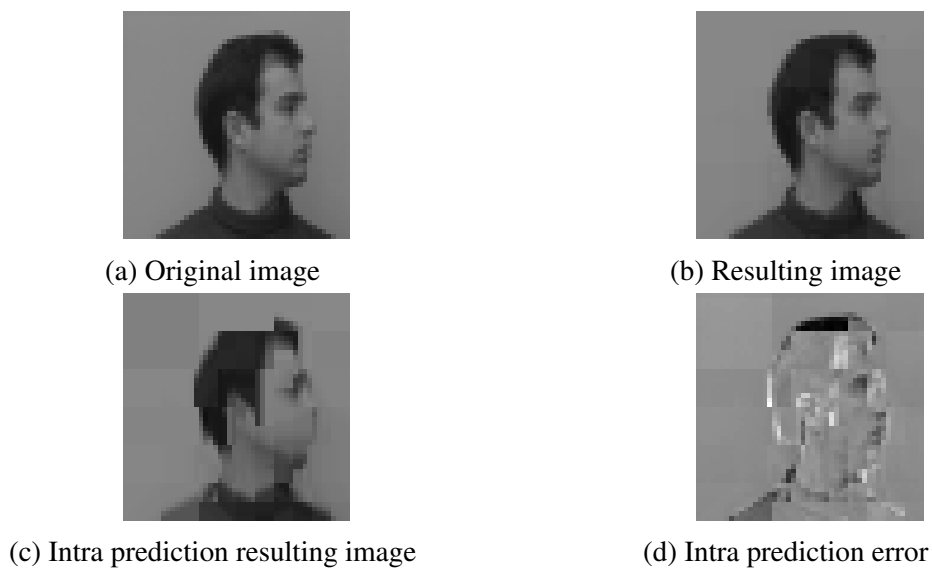 (a) Original image
(b) Resulting image
(c) Intra prediction resulting image
(d) Intra prediction error